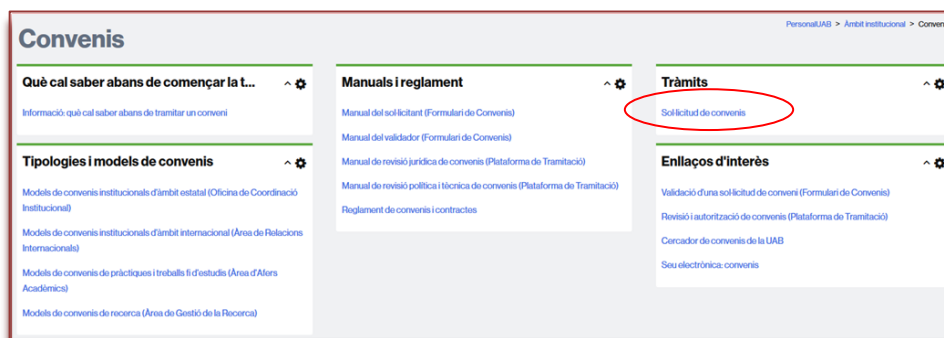 PersonalUAB > Àmbit institucional > Conven
Convenis
Què cal saber abans de començar la t...
Informació: què cal saber abans de tramitar un conveni
Tipologies i models de convenis
Models de convenis institucionals d'àmbit estatal (Oficina de Coordinació
Institucional)
Models de convenis institucionals d'àmbit internacional (Àrea de Relacions
Internacionals)
Models de convenis de pràctiques i treballs fi d'estudis (Àrea d'Afers
Acadèmics)
Models de convenis de recerca (Àrea de Gestió de la Recerca)
Manuals i reglament
Manual del sol·licitant (Formulari de Convenis)
Manual del validador (Formulari de Convenis)
Manual de revisió jurídica de convenis (Plataforma de Tramitació)
Manual de revisió política i tècnica de convenis (Plataforma de Tramitació)
Reglament de convenis i contractes
Tràmits
Sol·licitud de convenis
Enllaços d'interès
Validació d'una sol·licitud de conveni (Formulari de Convenis)
Revisió i autorització de convenis (Plataforma de Tramitació)
Cercador de convenis de la UAB
Seu electrònica: convenis